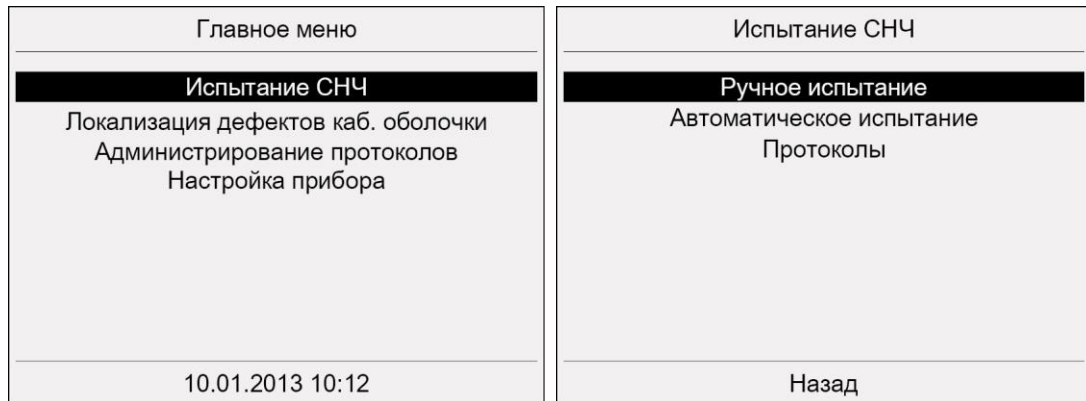 Главное меню
Испытание СНЧ
Локализация дефектов каб. оболочки
Администрирование протоколов
Настройка прибора
10.01.2013 10:12
Испытание СНЧ
Ручное испытание
Автоматическое испытание
Протоколы
Назад